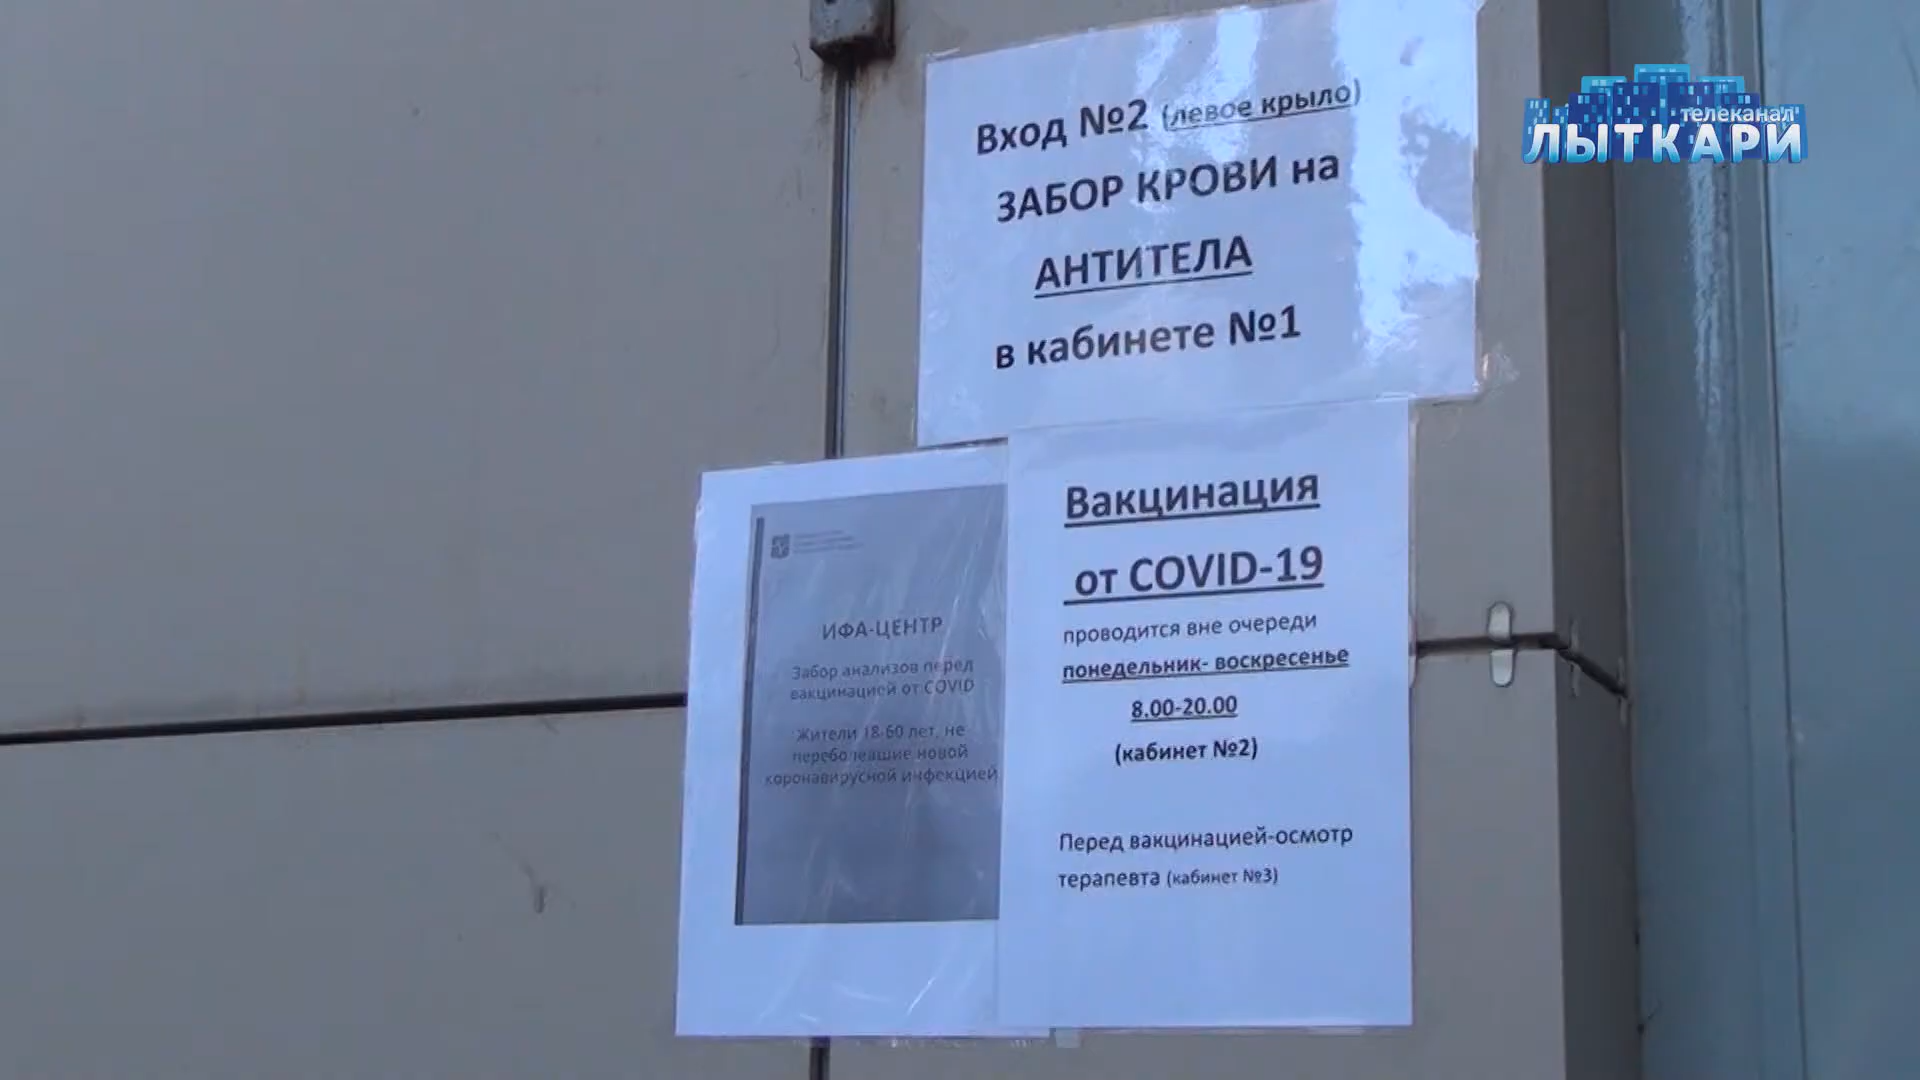 телеканал
ЛЫТКАРИ
Вход №2 (левое крыло)
ЗАБОР КРОВИ на
АНТИТЕЛА
в кабинете №1
ИФА-ЦЕНТР
Забор анализов перед
вакцинацией от COVID
Жители 18-60 лет, не
переболевшие новой
коронавирусной инфекцией
Вакцинация
от COVID-19
проводится вне очереди
понедельник- воскресенье
8.00-20.00
(кабинет №2)
Перед вакцинацией-осмотр
терапевта (кабинет №3)